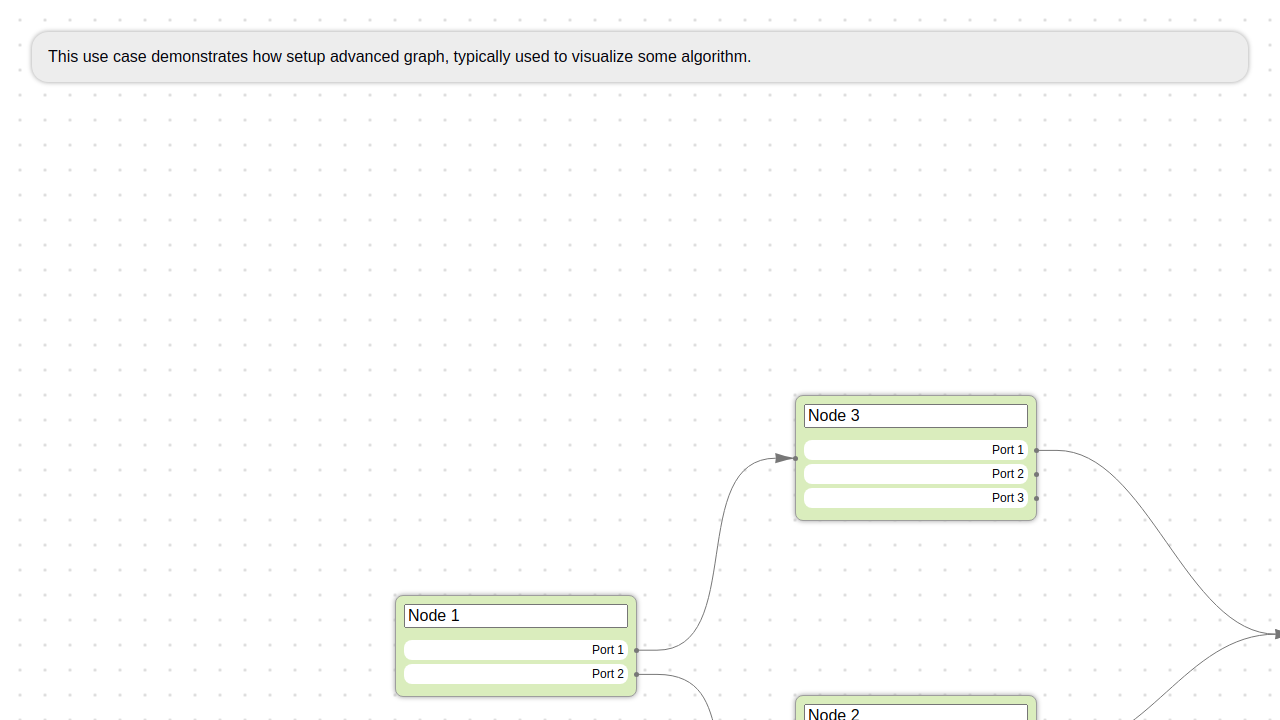 This use case demonstrates how setup advanced graph, typically used to visualize some algorithm.
Node 3
Port 1
Port 2
Port 3
Node 1
Port 1
Port 2
Node 2